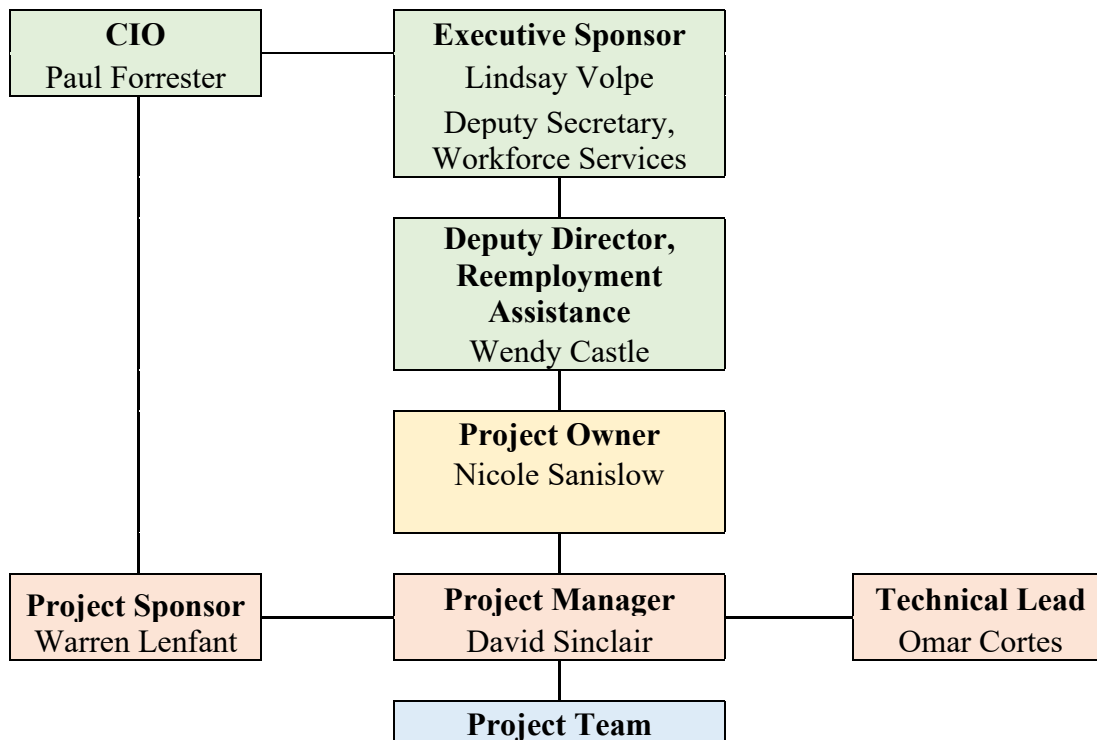 CIO
Paul Forrester
Executive Sponsor
Lindsay Volpe
Deputy Secretary,
Workforce Services
Deputy Director,
Reemployment
Assistance
Wendy Castle
Project Owner
Nicole Sanislow
Project Sponsor
Warren Lenfant
Project Manager
David Sinclair
Technical Lead
Omar Cortes
Project Team